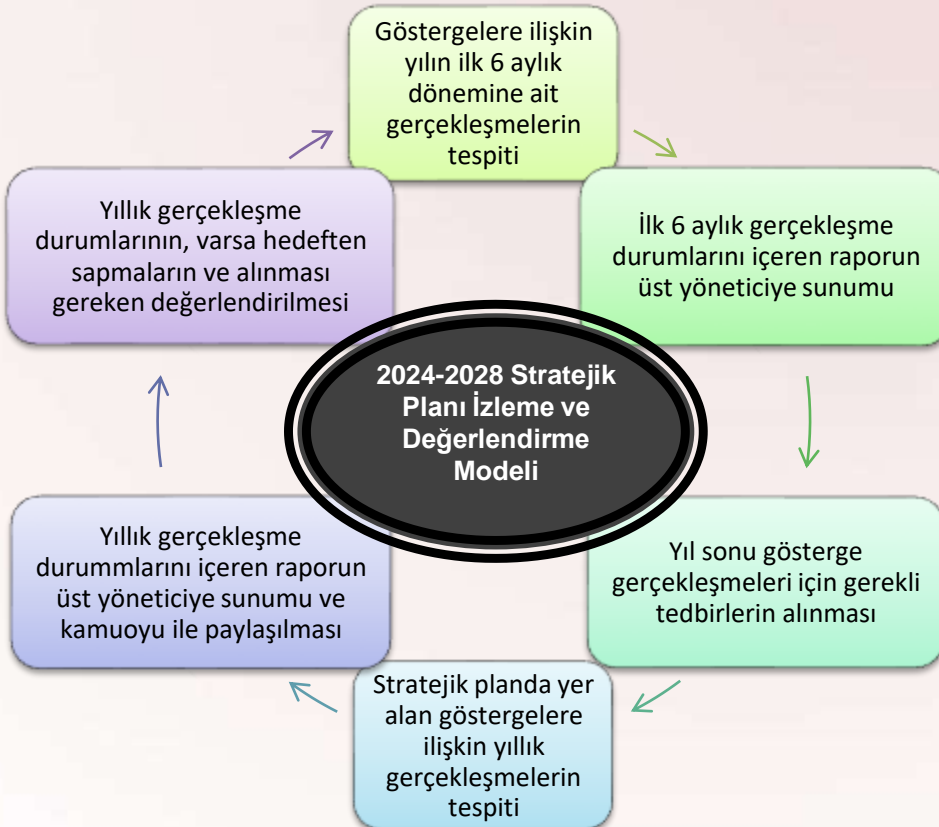 Göstergelere ilişkin
yılın ilk 6 aylık
dönemine ait
gerçekleşmelerin
tespiti
İlk 6 aylık gerçekleşme
durumlarını içeren raporun
üst yöneticiye sunumu
Yıl sonu gösterge
gerçekleşmeleri için gerekli
tedbirlerin alınması
Stratejik planda yer
alan göstergelere
ilişkin yıllık
gerçekleşmelerin
tespiti
Yıllık gerçekleşme
durummlarını içeren raporun
üst yöneticiye sunumu ve
kamuoyu ile paylaşılması
Yıllık gerçekleşme
durumlarının, varsa hedeften
sapmaların ve alınması
gereken değerlendirilmesi
2024-2028 Stratejik
Planı İzleme ve
Değerlendirme
Modeli